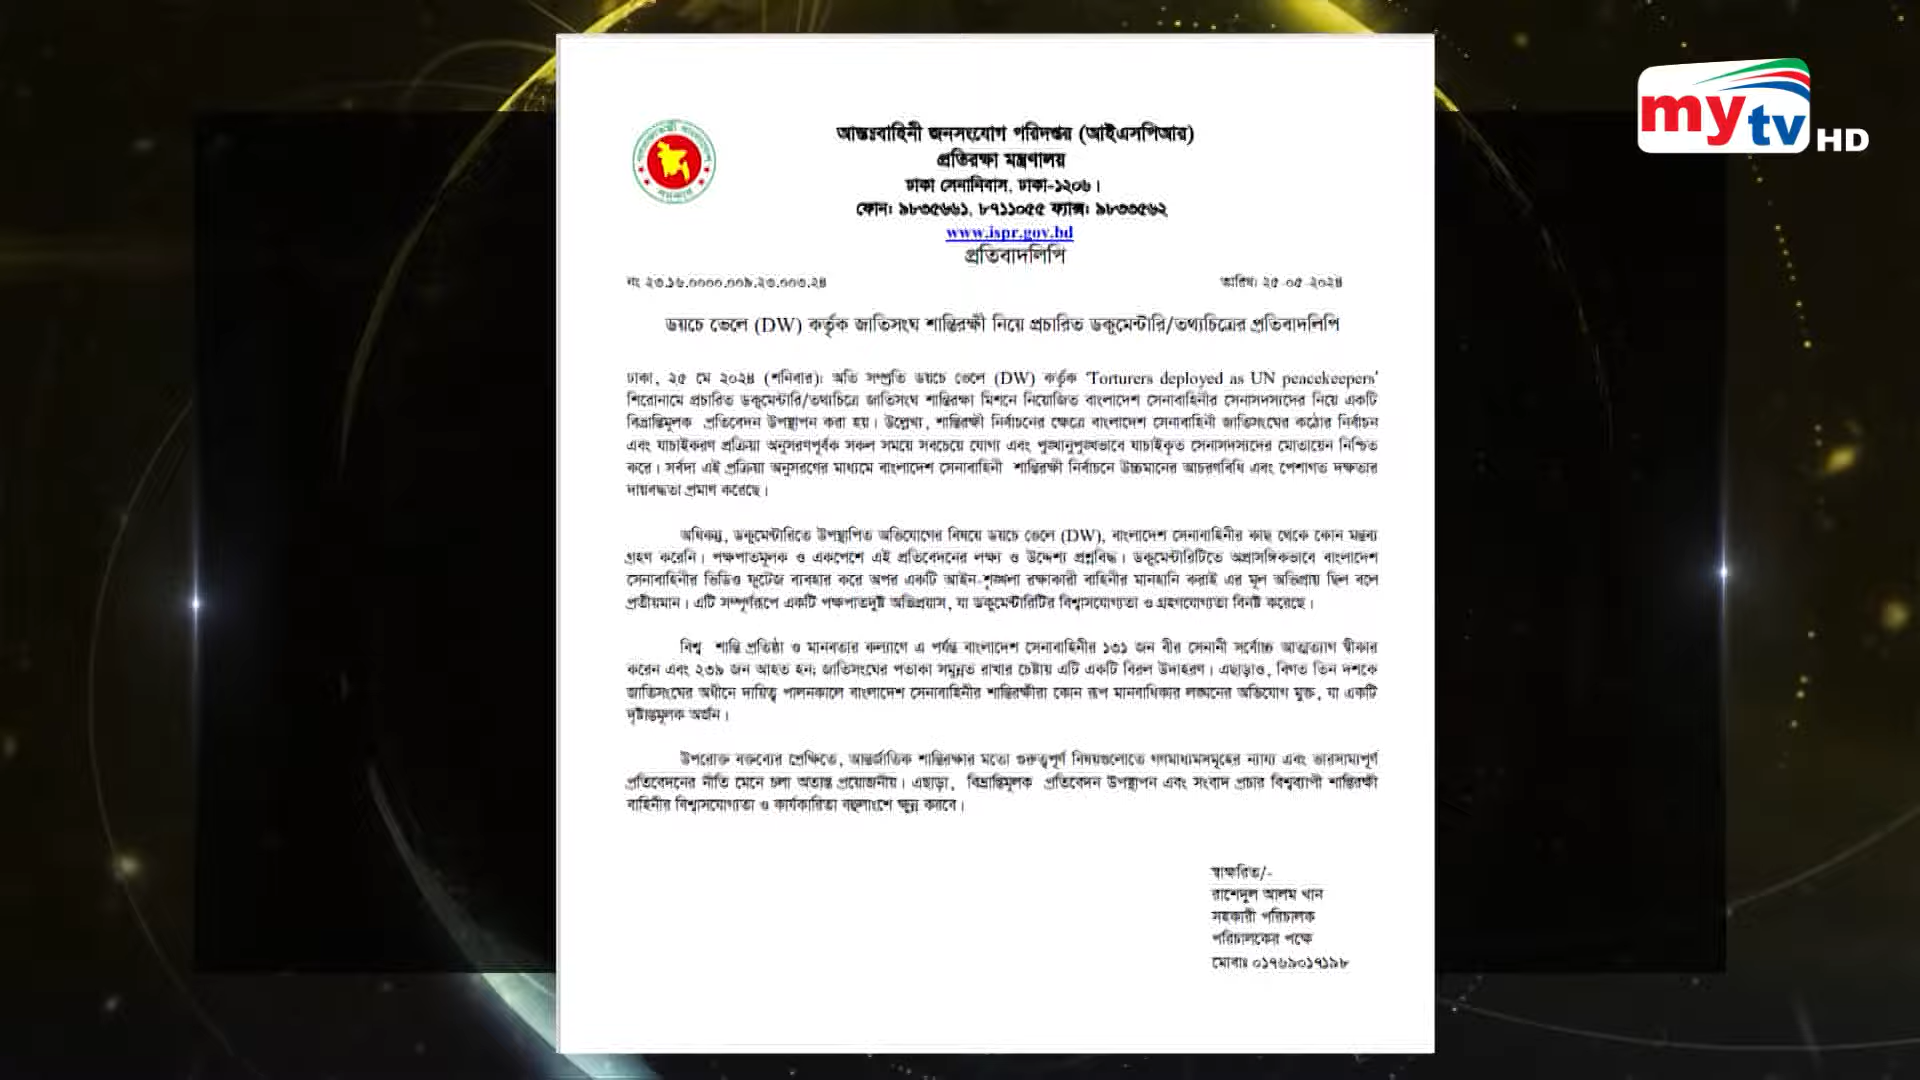 my tv HD
আন্তঃবাহিনী জনসংযোগ পরিদপ্তর (আইএসপিআর)
প্রতিরক্ষা মন্ত্রণালয়
ঢাকা সেনানিবাস, ঢাকা-১২০৬।
ফোন: ৯৮৩৫৬৬১, ৮৭১১০৫৫ ফ্যাক্স: ৯৮৩৩৫৬২
www.ispr.gov.bd
প্রতিবাদলিপি
নং ২৩.১৬.০০০০.০০৯.২৩.০০৩.২৪ তারিখ: ২৫-০৫-২০২৪
ডয়চে ভেলে (DW) কর্তৃক জাতিসংঘ শান্তিরক্ষী নিয়ে প্রচারিত ডকুমেন্টারি/তথ্যচিত্রের প্রতিবাদলিপি
ঢাকা, ২৫ মে ২০২৪ (শনিবার): অতি সম্প্রতি ডয়চে ভেলে (DW) কর্তৃক 'Torturers deployed as UN peacekeepers'
শিরোনামে প্রচারিত ডকুমেন্টারি/তথ্যচিত্রে জাতিসংঘ শান্তিরক্ষা মিশনে নিয়োজিত বাংলাদেশ সেনাবাহিনীর সেনাসদস্যদের নিয়ে একটি
বিভ্রান্তিমূলক প্রতিবেদন উপস্থাপন করা হয়। উল্লেখ্য, শান্তিরক্ষী নির্বাচনের ক্ষেত্রে বাংলাদেশ সেনাবাহিনী জাতিসংঘের কঠোর নির্বাচন
এবং যাচাইকরণ প্রক্রিয়া অনুসরণপূর্বক সকল সময়ে সবচেয়ে যোগ্য এবং পুঙ্খানুপুঙ্খভাবে যাচাইকৃত সেনাসদস্যদের মোতায়েন নিশ্চিত
করে। সর্বদা এই প্রক্রিয়া অনুসরণের মাধ্যমে বাংলাদেশ সেনাবাহিনী শান্তিরক্ষী নির্বাচনে উচ্চমানের আচরণবিধি এবং পেশাগত দক্ষতার
দায়বদ্ধতা প্রমাণ করেছে।
অধিকন্তু, ডকুমেন্টারিতে উপস্থাপিত অভিযোগের বিষয়ে ডয়চে ভেলে (DW), বাংলাদেশ সেনাবাহিনীর কাছ থেকে কোন মন্তব্য
গ্রহণ করেনি। পক্ষপাতমূলক ও একপেশে এই প্রতিবেদনের লক্ষ্য ও উদ্দেশ্য প্রশ্নবিদ্ধ। ডকুমেন্টারিটিতে অপ্রাসঙ্গিকভাবে বাংলাদেশ
সেনাবাহিনীর ভিডিও ফুটেজ ব্যবহার করে অপর একটি আইন-শৃঙ্খলা রক্ষাকারী বাহিনীর মানহানি করাই এর মূল অভিপ্রায় ছিল বলে
প্রতীয়মান। এটি সম্পূর্ণরূপে একটি পক্ষপাতদুষ্ট অভিপ্রয়াস, যা ডকুমেন্টারিটির বিশ্বাসযোগ্যতা ও গ্রহণযোগ্যতা বিনষ্ট করেছে।
বিশ্ব শান্তি প্রতিষ্ঠা ও মানবতার কল্যাণে এ পর্যন্ত বাংলাদেশ সেনাবাহিনীর ১৩১ জন বীর সেনানী সর্বোচ্চ আত্মত্যাগ স্বীকার
করেন এবং ২৩৯ জন আহত হন; জাতিসংঘের পতাকা সমুন্নত রাখার চেষ্টায় এটি একটি বিরল উদাহরণ। এছাড়াও, বিগত তিন দশকে
জাতিসংঘের অধীনে দায়িত্ব পালনকালে বাংলাদেশ সেনাবাহিনীর শান্তিরক্ষীরা কোন রূপ মানবাধিকার লঙ্ঘনের অভিযোগ মুক্ত, যা একটি
দৃষ্টান্তমূলক অর্জন।
উপরোক্ত বক্তব্যের প্রেক্ষিতে, আন্তর্জাতিক শান্তিরক্ষার মতো গুরুত্বপূর্ণ বিষয়গুলোতে গণমাধ্যমসমূহের ন্যায্য এবং ভারসাম্যপূর্ণ
প্রতিবেদনের নীতি মেনে চলা অত্যন্ত প্রয়োজনীয়। এছাড়া, বিভ্রান্তিমূলক প্রতিবেদন উপস্থাপন এবং সংবাদ প্রচার বিশ্বব্যাপী শান্তিরক্ষী
বাহিনীর বিশ্বাসযোগ্যতা ও কার্যকারিতা বহুলাংশে ক্ষুন্ন করবে।
স্বাক্ষরিত/-
রাশেদুল আলম খান
সহকারী পরিচালক
পরিচালকের পক্ষে
মোবাঃ ০১৭৬৯০১৭১৯৮